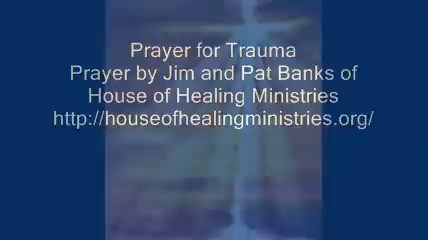 Prayer for Trauma
Prayer by Jim and Pat Banks of
House of Healing Ministries
http://houseofhealingministries.org/